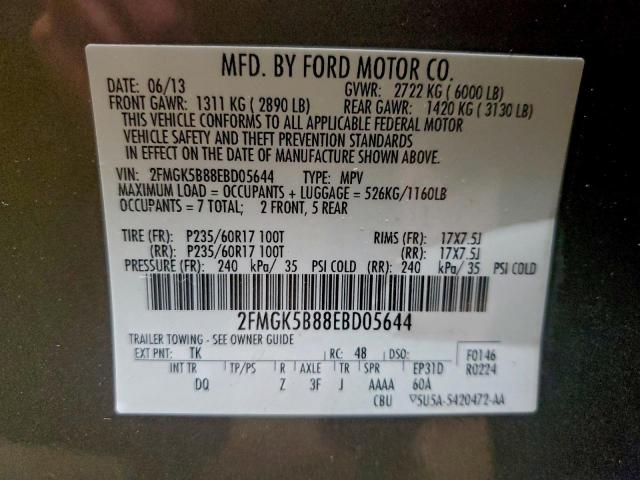 MFD. BY FORD MOTOR CO.
DATE: 06/13 GVWR: 2722 KG ( 6000 LB)
FRONT GAWR: 1311 KG ( 2890 LB) REAR GAWR: 1420 KG ( 3130 LB)
THIS VEHICLE CONFORMS TO ALL APPLICABLE FEDERAL MOTOR
VEHICLE SAFETY AND THEFT PREVENTION STANDARDS
IN EFFECT ON THE DATE OF MANUFACTURE SHOWN ABOVE.
VIN: 2FMGK5B88EBD05644 TYPE: MPV
MAXIMUM LOAD = OCCUPANTS + LUGGAGE = 526KG/1160LB
OCCUPANTS = 7 TOTAL; 2 FRONT, 5 REAR
TIRE (FR): P235/60R17 100T RIMS (FR): 17X7.5J
(RR): P235/60R17 100T (RR): 17X7.5J
PRESSURE (FR): 240 kPa/ 35 PSI COLD (RR): 240 kPa/ 35 PSI COLD
2FMGK5B88EBD05644
TRAILER TOWING - SEE OWNER GUIDE
EXT PNT: TK RC: 48 DSO: F0146
INT TR TP/PS R AXLE TR SPR EP31D R0224
DQ Z 3F J AAAA 60A
CBU ▽5U5A-5420472-AA